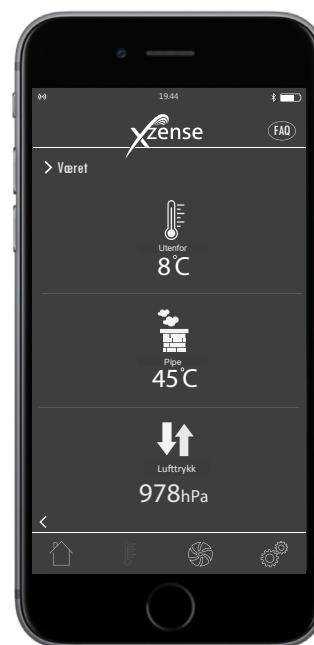 19.44
xzense
FAQ
> Været
Utenfor
8°C
Pipe
45°C
Lufttrykk
978hPa
<